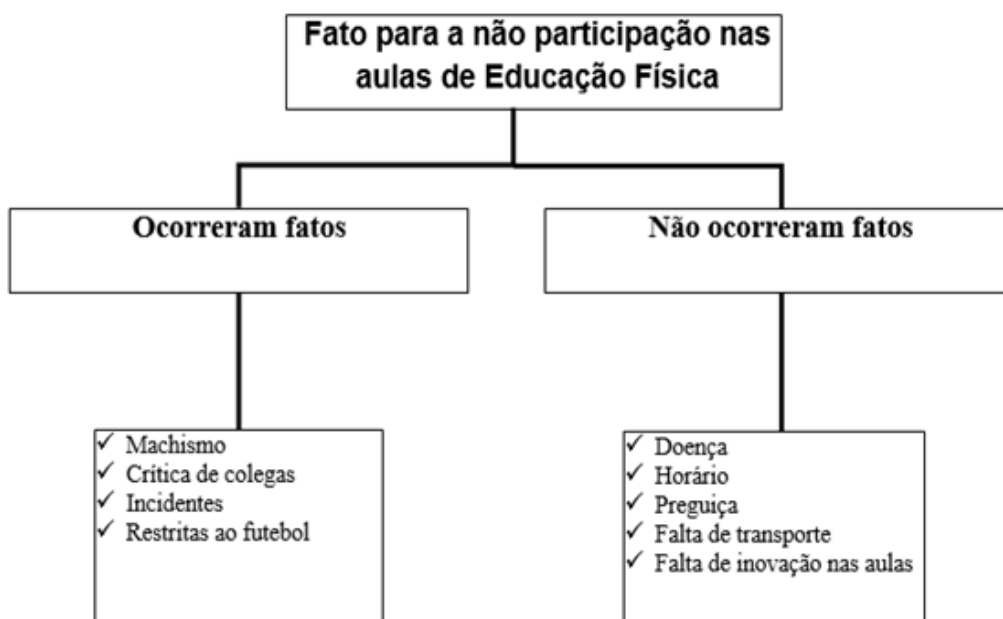 Fato para a não participação nas
aulas de Educação Física
Ocorreram fatos
Não ocorreram fatos
✓ Machismo
✓ Crítica de colegas
✓ Incidentes
✓ Restritas ao futebol
✓ Doença
✓ Horário
✓ Preguiça
✓ Falta de transporte
✓ Falta de inovação nas aulas